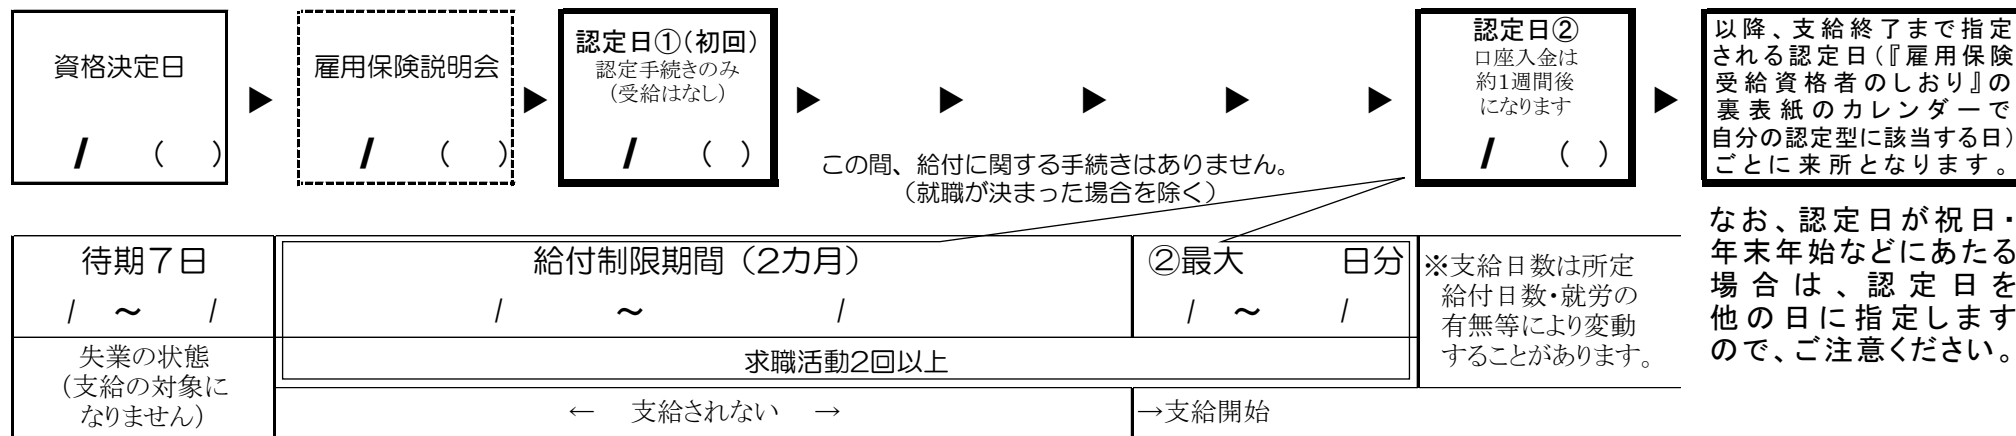 資格決定日
/ ( )
雇用保険説明会
/ ( )
認定日①(初回)
認定手続きのみ
(受給はなし)
/ ( )
この間、給付に関する手続きはありません。
(就職が決まった場合を除く)
認定日②
口座入金は
約1週間後
になります
/ ( )
以降、支給終了まで指定
される認定日(『雇用保険
受給資格者のしおり』の
裏表紙のカレンダーで
自分の認定型に該当する日)
ごとに来所となります。
なお、認定日が祝日・
年末年始などにあたる
場合は、認定日を
他の日に指定します
ので、ご注意ください。
待期7日
/ ~ /
失業の状態
(支給の対象に
なりません)
給付制限期間(2カ月)
/ ~ /
②最大 日分
/ ~ /
求職活動2回以上
← 支給されない →
→支給開始
※支給日数は所定
給付日数・就労の
有無等により変動
することがあります。